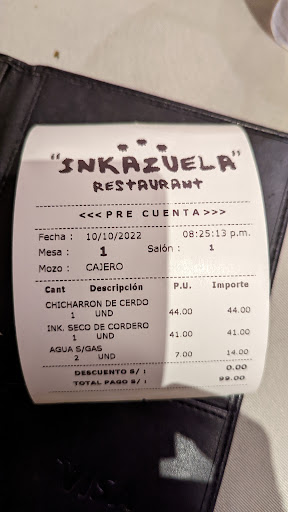 "INKAZUELA"
RESTAURANT
<<< PRE CUENTA >>>
Fecha : 10/10/2022 08:25:13 p.m.
Mesa : 1 Salón : 1
Mozo : CAJERO
Cant Descripción P.U. Importe
CHICHARRON DE CERDO
1 UND 44.00 44.00
INK. SECO DE CORDERO
1 UND 41.00 41.00
AGUA S/GAS
2 UND 7.00 14.00
DESCUENTO S/ : 0.00
TOTAL PAGO S/ : 99.00
VISA